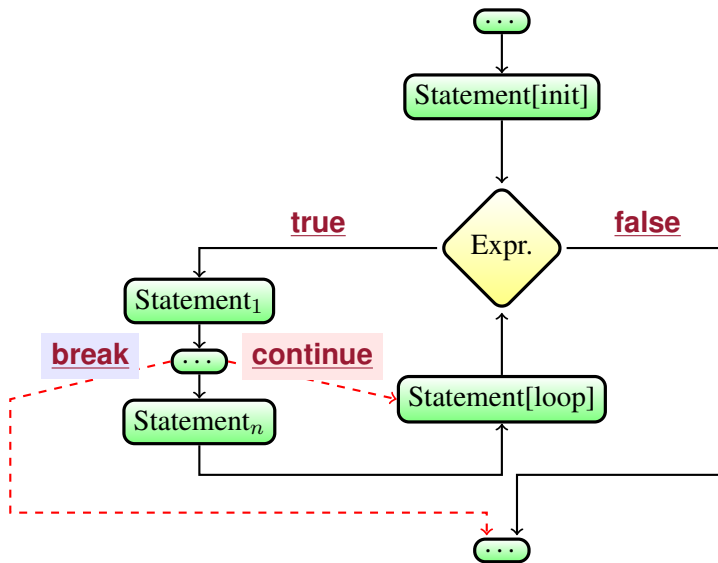 ...
Statement[init]
true
Expr.
false
Statement₁
break
...
continue
Statement[loop]
Statementₙ
...